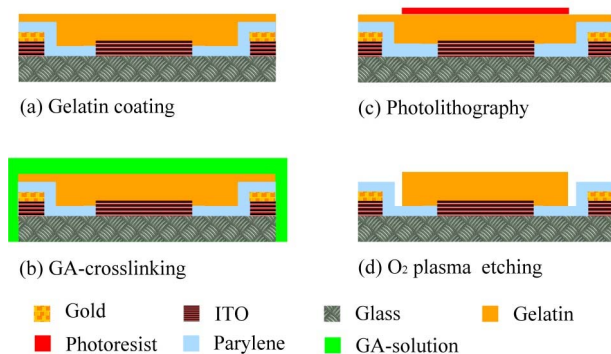 (a) Gelatin coating
(c) Photolithography
(b) GA-crosslinking
(d) O₂ plasma etching
Gold
ITO
Glass
Gelatin
Photoresist
Parylene
GA-solution